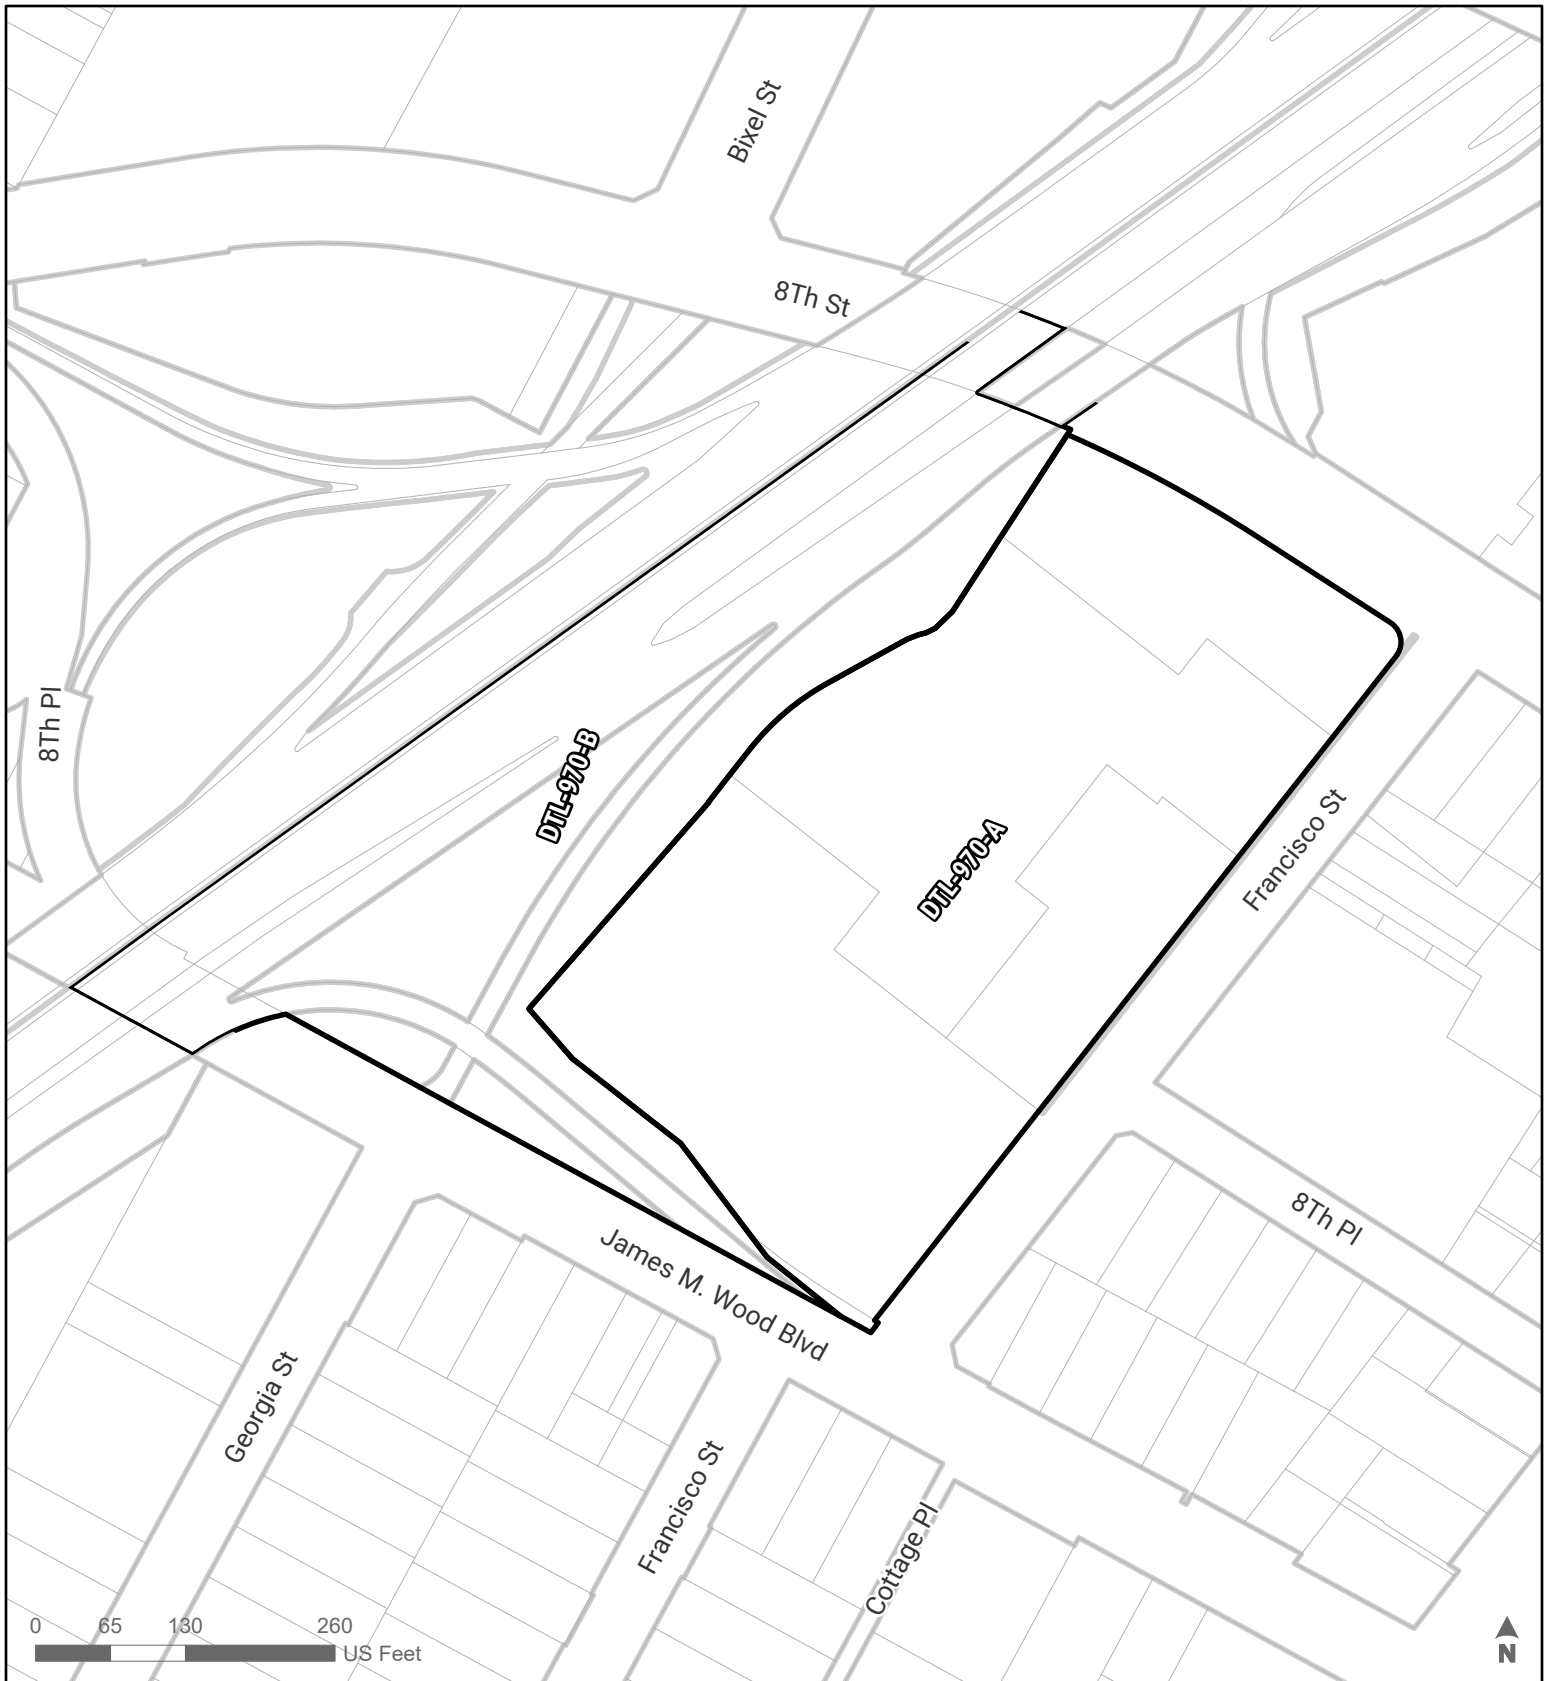 Bixel St
8Th St
8Th Pl
DTL-970-B
DTL-970-A
Francisco St
8Th Pl
James M. Wood Blvd
Georgia St
Francisco St
Cottage Pl
0 65 130 260
US Feet
N